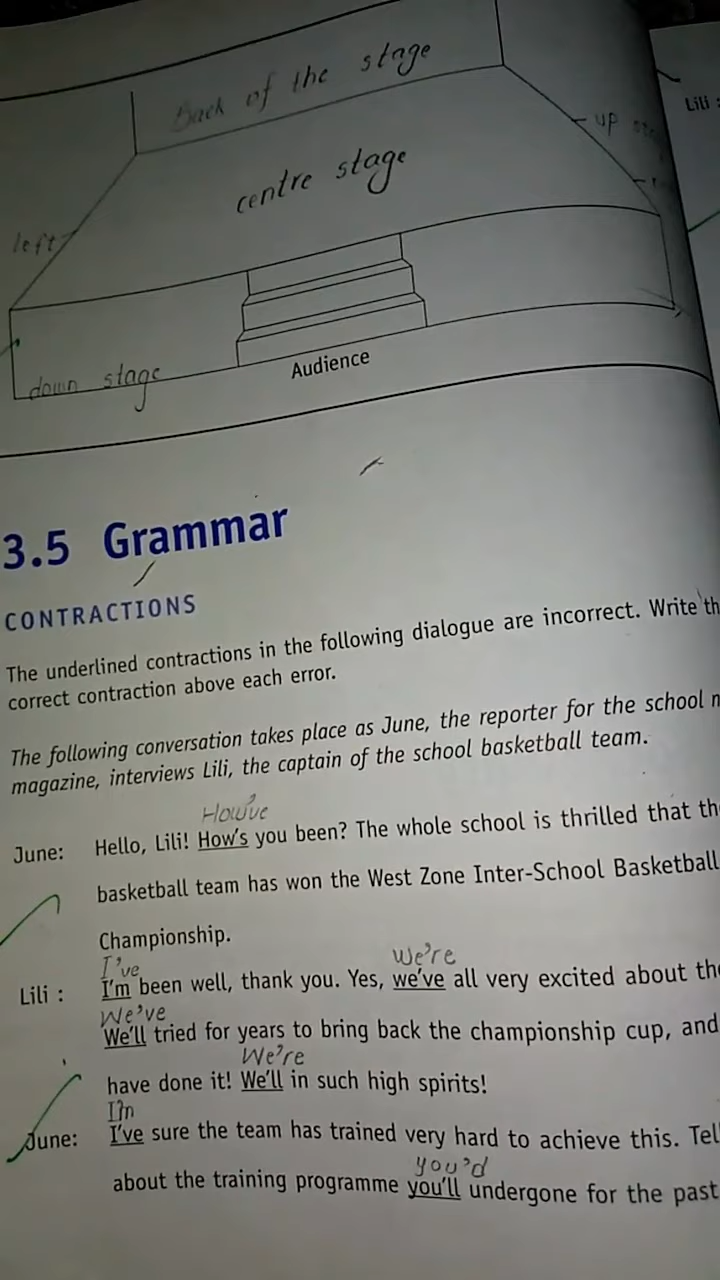 Back of the stage
Lili :
up
centre stage
left
down stage
Audience
3.5 Grammar
CONTRACTIONS
The underlined contractions in the following dialogue are incorrect. Write
correct contraction above each error.
The following conversation takes place as June, the reporter for the school
magazine, interviews Lili, the captain of the school basketball team.
How've
June: Hello, Lili! How's you been? The whole school is thrilled that
basketball team has won the West Zone Inter-School Basketball
Championship.
I've We're
Lili : I'm been well, thank you. Yes, we've all very excited about
We've
We'll tried for years to bring back the championship cup, and
We're
have done it! We'll in such high spirits!
I'm
June: I've sure the team has trained very hard to achieve this.
you'd
about the training programme you'll undergone for the past